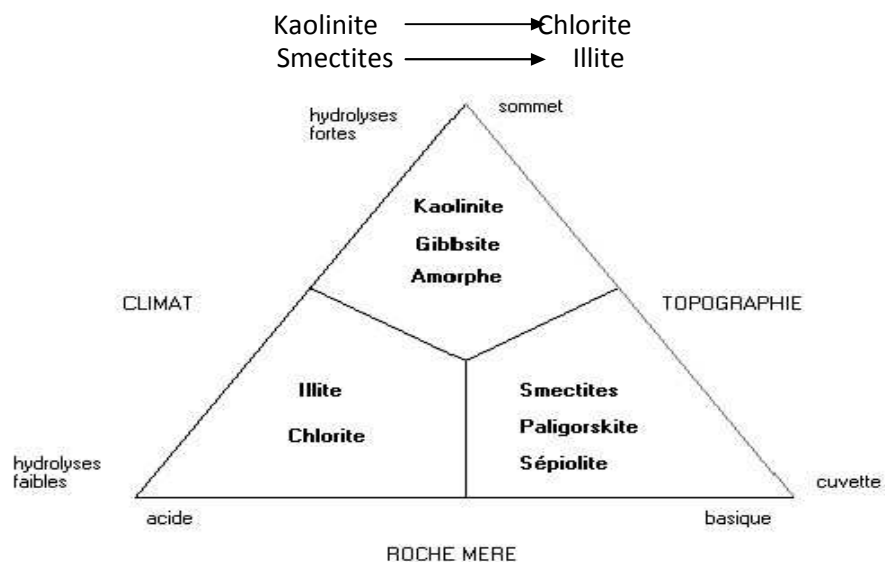 Kaolinite Chlorite
Smectites Illite
hydrolyses
fortes
sommet
Kaolinite
Gibbsite
Amorphe
CLIMAT
TOPOGRAPHIE
Illite
Chlorite
Smectites
Paligorskite
Sépiolite
hydrolyses
faibles
cuvette
acide
basique
ROCHE MERE